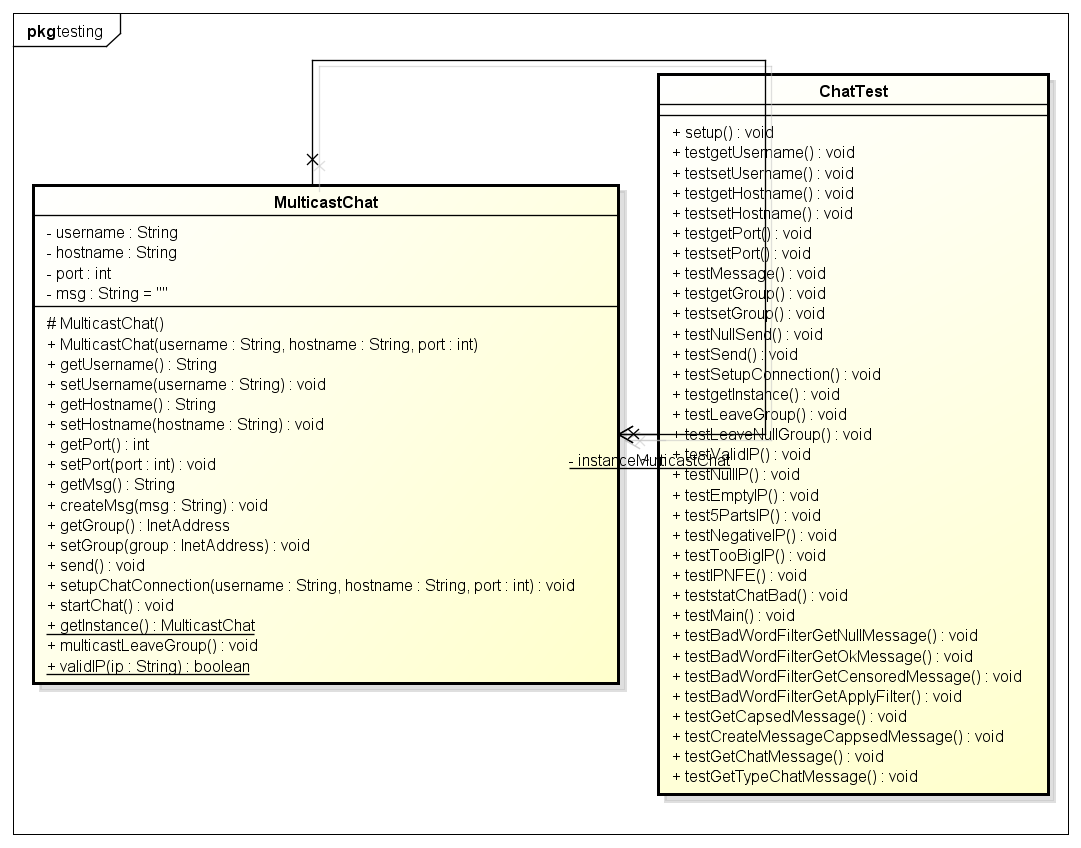 pkg testing
MulticastChat
- username : String
- hostname : String
- port : int
- msg : String = ""
# MulticastChat()
+ MulticastChat(username : String, hostname : String, port : int)
+ getUsername() : String
+ setUsername(username : String) : void
+ getHostname() : String
+ setHostname(hostname : String) : void
+ getPort() : int
+ setPort(port : int) : void
+ getMsg() : String
+ createMsg(msg : String) : void
+ getGroup() : InetAddress
+ setGroup(group : InetAddress) : void
+ send() : void
+ setupChatConnection(username : String, hostname : String, port : int) : void
+ startChat() : void
+ getInstance() : MulticastChat
+ multicastLeaveGroup() : void
+ validIP(ip : String) : boolean
- instanceMulticastChat
ChatTest
+ setup() : void
+ testgetUsername() : void
+ testsetUsername() : void
+ testgetHostname() : void
+ testsetHostname() : void
+ testgetPort() : void
+ testsetPort() : void
+ testMessage() : void
+ testgetGroup() : void
+ testsetGroup() : void
+ testNullSend() : void
+ testSend() : void
+ testSetupConnection() : void
+ testgetInstance() : void
+ testLeaveGroup() : void
+ testLeaveNullGroup() : void
+ testValidIP() : void
+ testNullIP() : void
+ testEmptyIP() : void
+ test5PartsIP() : void
+ testNegativeIP() : void
+ testTooBigIP() : void
+ testIPNFE() : void
+ teststatChatBad() : void
+ testMain() : void
+ testBadWordFilterGetNullMessage() : void
+ testBadWordFilterGetOkMessage() : void
+ testBadWordFilterGetCensoredMessage() : void
+ testBadWordFilterGetApplyFilter() : void
+ testGetCapsedMessage() : void
+ testCreateMessageCappsedMessage() : void
+ testGetChatMessage() : void
+ testGetTypeChatMessage() : void